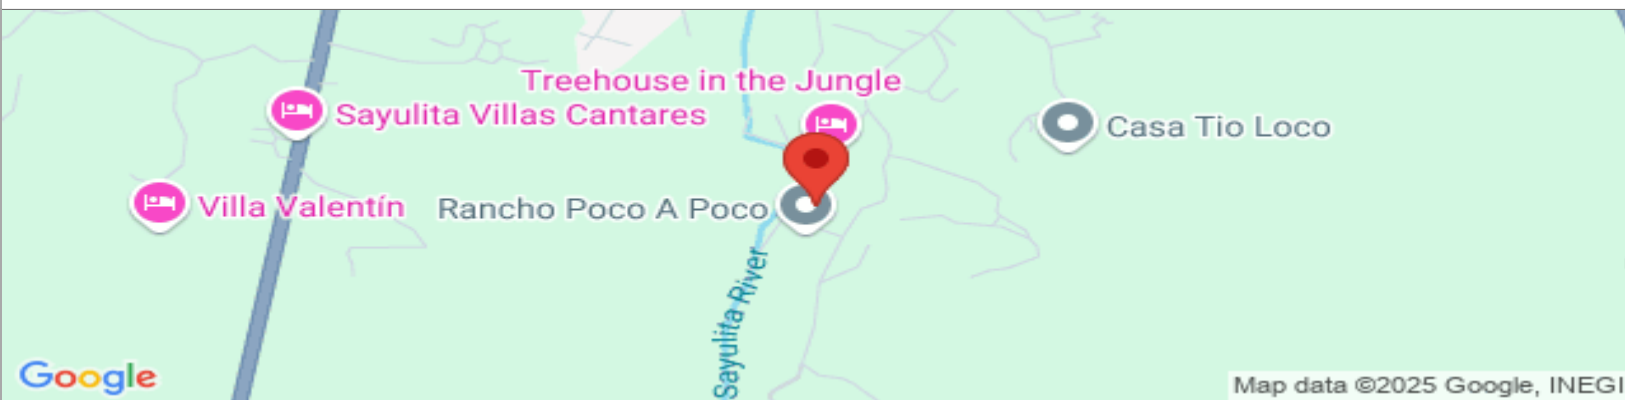 Treehouse in the Jungle
Sayulita Villas Cantares
Casa Tio Loco
Villa Valentín
Rancho Poco A Poco
Sayulita River
Google
Map data ©2025 Google, INEGI